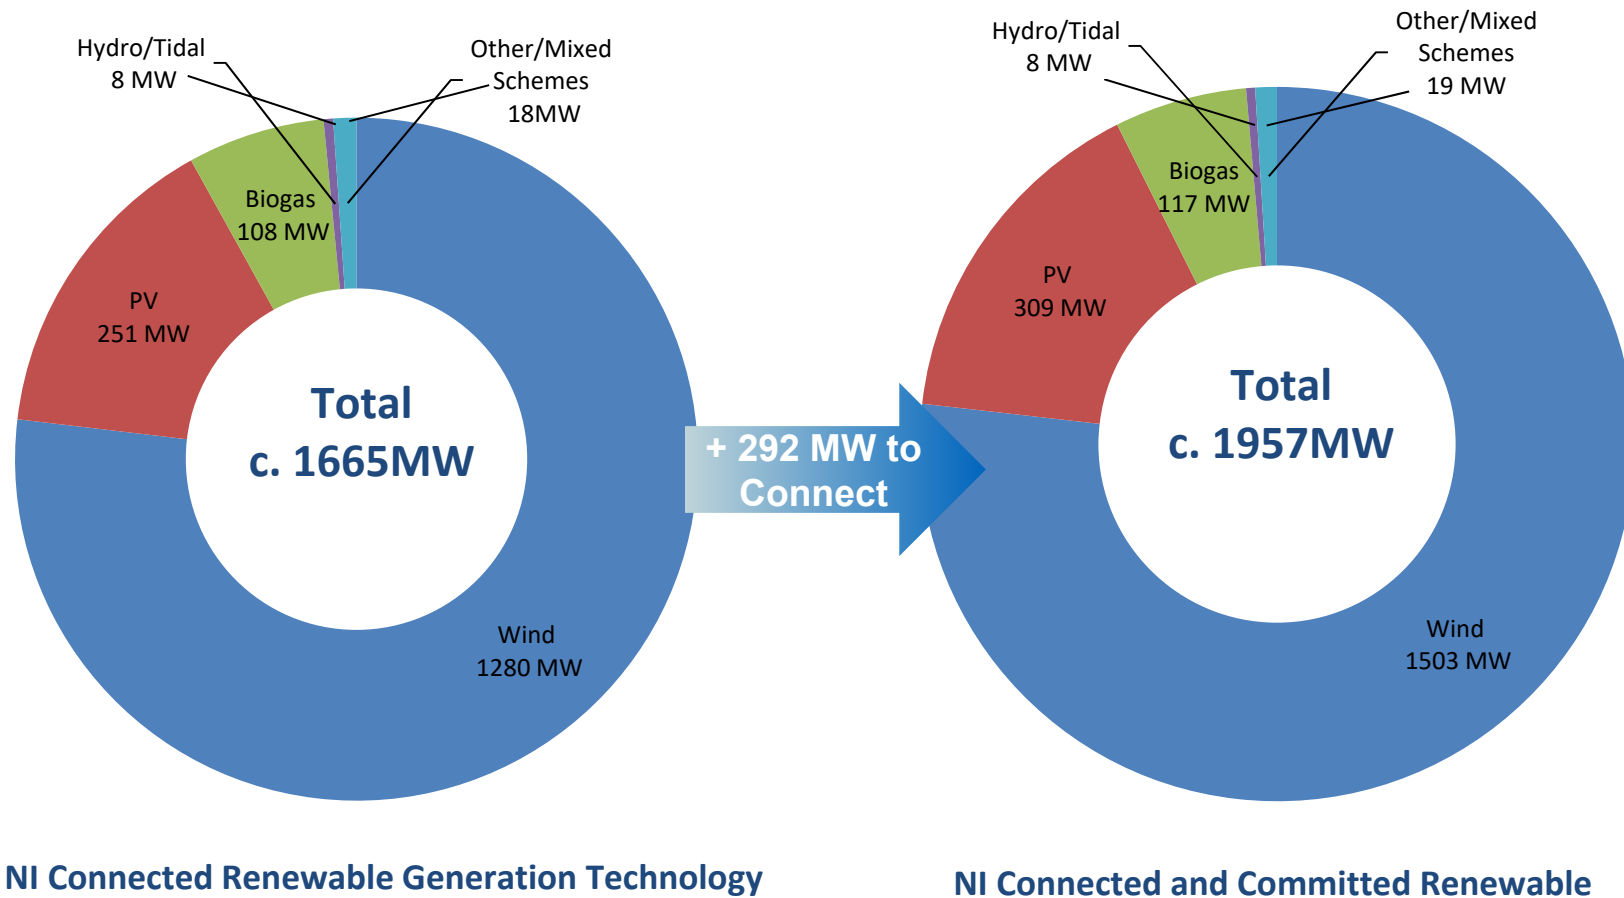 Hydro/Tidal
8 MW
Other/Mixed
Schemes
18MW
Biogas
108 MW
PV
251 MW
Total
c. 1665MW
Wind
1280 MW
NI Connected Renewable Generation Technology
+ 292 MW to
Connect
Hydro/Tidal
8 MW
Other/Mixed
Schemes
19 MW
Biogas
117 MW
PV
309 MW
Total
c. 1957MW
Wind
1503 MW
NI Connected and Committed Renewable